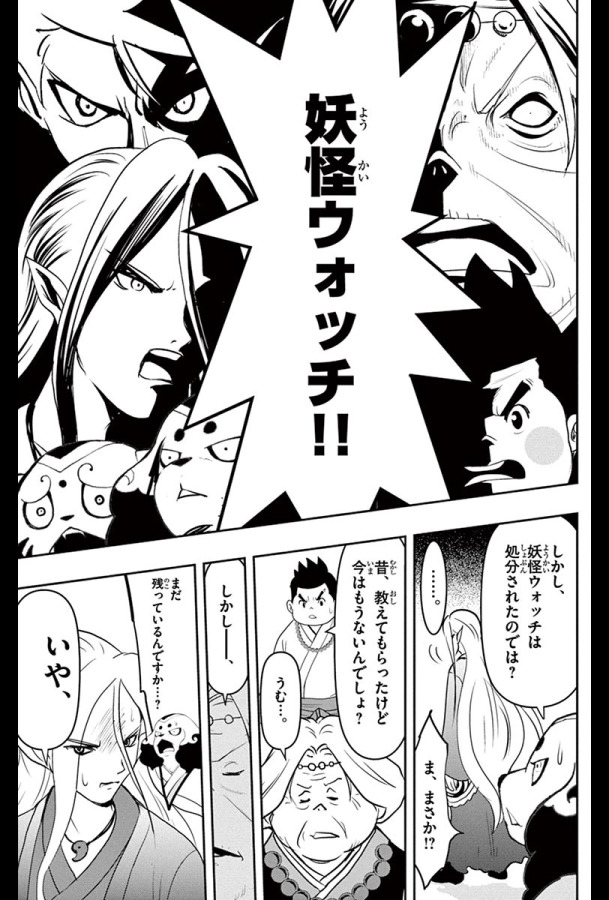 妖怪ウォッチ!!
しかし、
妖怪ウォッチは
処分されたのでは?
……。
ま、まさか!?
昔、教えてもらったけど
今はもうないんでしょ?
うむ…。
しかし――、
まだ
残っているんですか…?
いや、